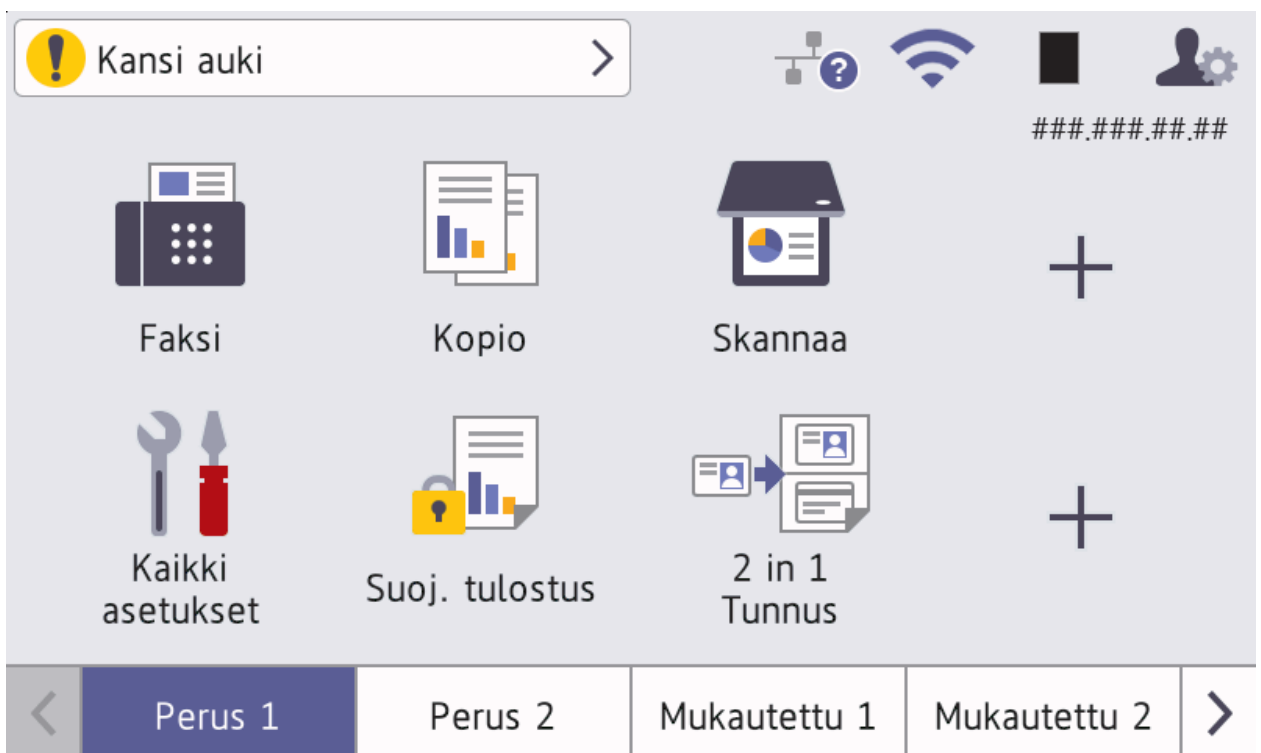 Kansi auki
###.###.##.##
Faksi
Kopio
Skannaa
Kaikki
asetukset
Suoj. tulostus
2 in 1
Tunnus
Perus 1
Perus 2
Mukautettu 1
Mukautettu 2